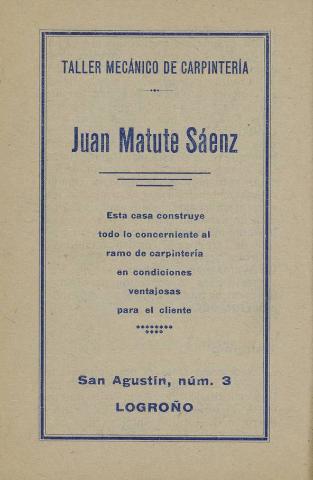 TALLER MECÁNICO DE CARPINTERÍA
Juan Matute Sáenz
Esta casa construye
todo lo concerniente al
ramo de carpintería
en condiciones
ventajosas
para el cliente
San Agustín, núm. 3
LOGROÑO